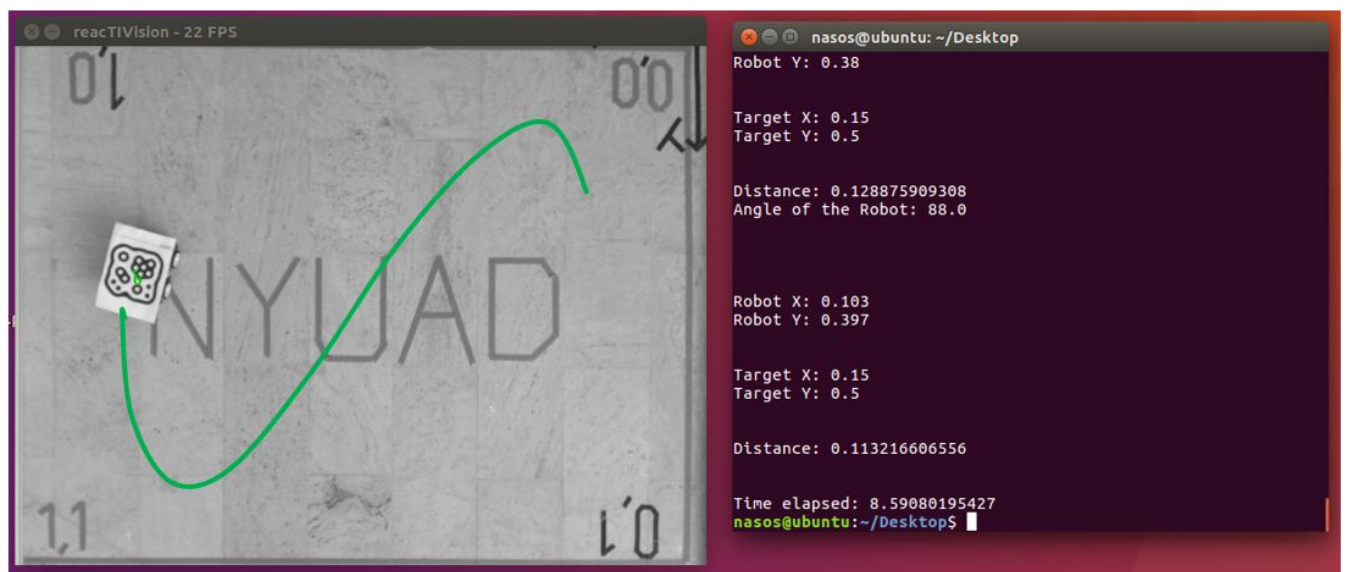 reacTIVision - 22 FPS
1,0
0,0
Y
NYUAD
1,1
0,1
nasos@ubuntu: ~/Desktop
Robot Y: 0.38
Target X: 0.15
Target Y: 0.5
Distance: 0.128875909308
Angle of the Robot: 88.0
Robot X: 0.103
Robot Y: 0.397
Target X: 0.15
Target Y: 0.5
Distance: 0.113216606556
Time elapsed: 8.59080195427
nasos@ubuntu:~/Desktop$